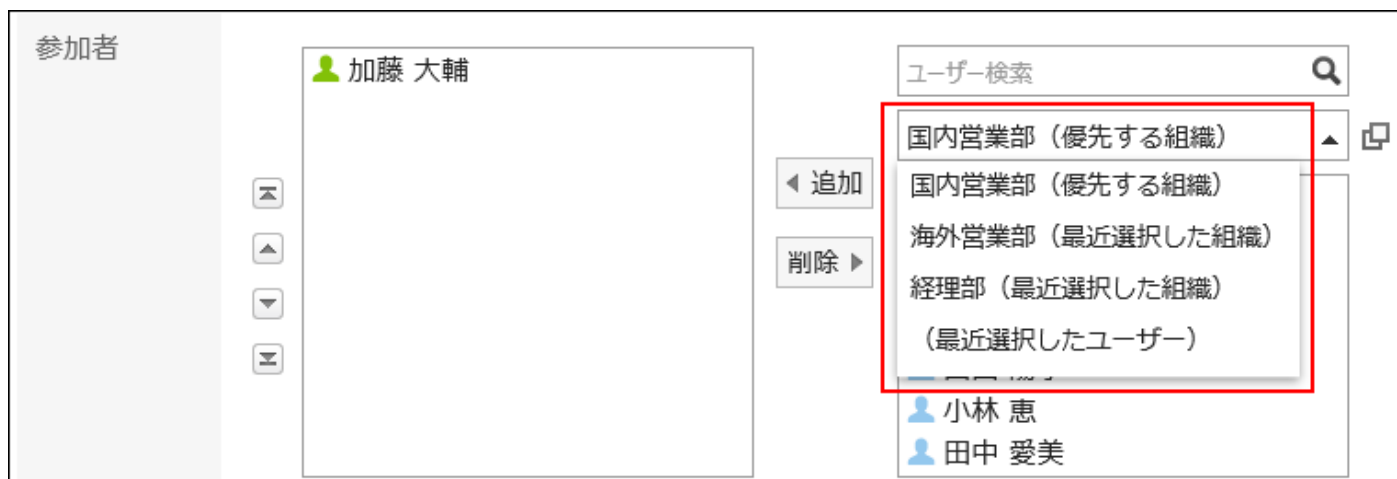 参加者
加藤 大輔
追加
削除
ユーザー検索
国内営業部（優先する組織）
国内営業部（優先する組織）
海外営業部（最近選択した組織）
経理部（最近選択した組織）
（最近選択したユーザー）
小林 恵
田中 愛美